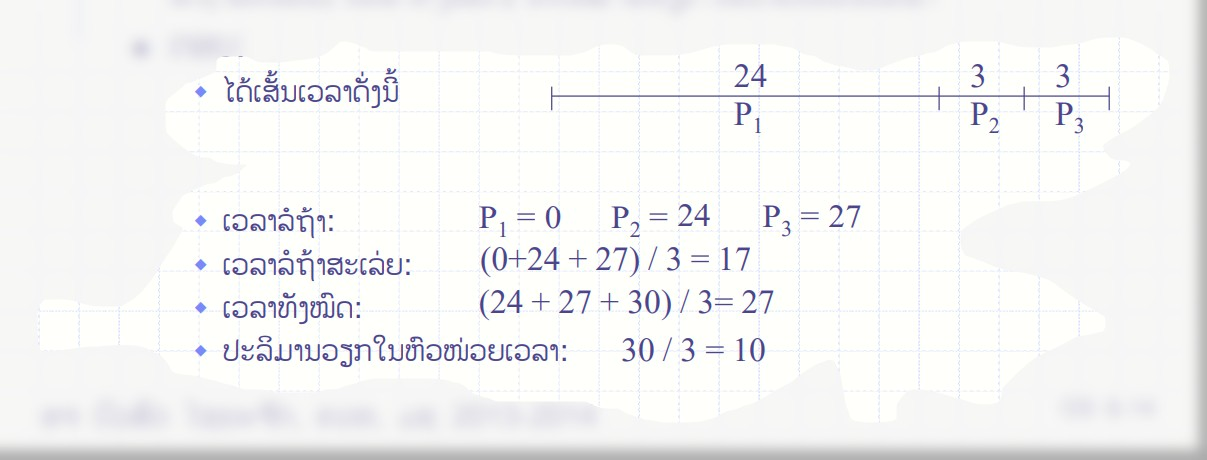 ໄດ້ເສັ້ນເວລາດັ່ງນີ້
24 3 3
P1 P2 P3
ເວລາລໍຖ້າ: P1 = 0 P2 = 24 P3 = 27
ເວລາລໍຖ້າສະເລ່ຍ: (0+24 + 27) / 3 = 17
ເວລາທັງໝົດ: (24 + 27 + 30) / 3= 27
ປະລິມານວຽກໃນຫົວໜ່ວຍເວລາ: 30 / 3 = 10